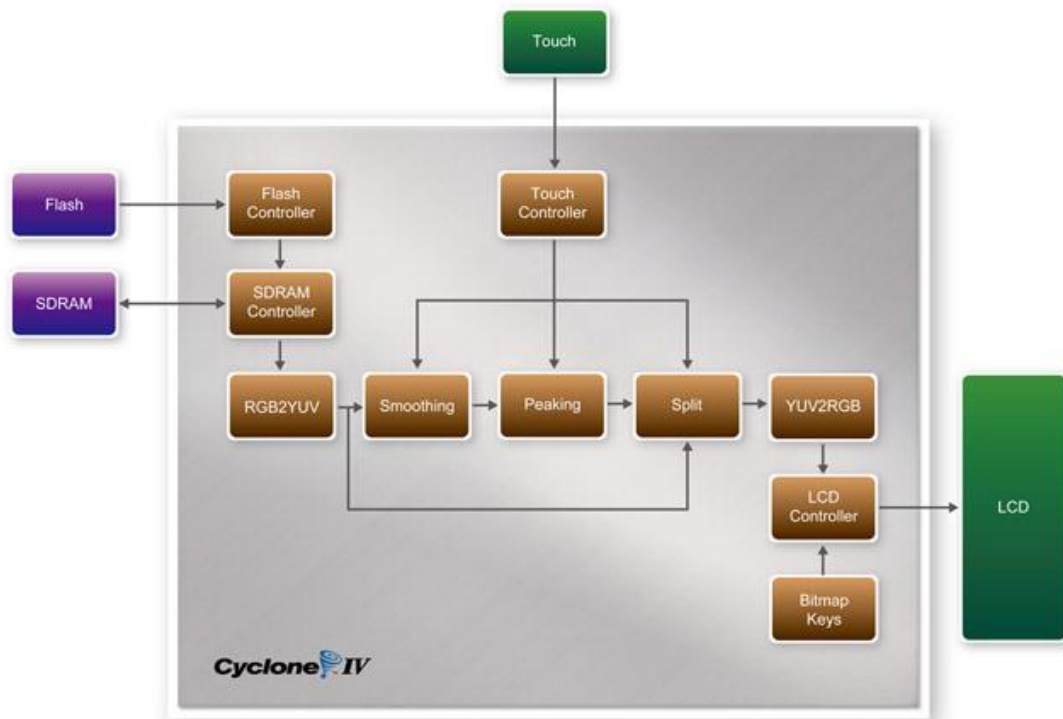 Touch
Flash
Flash
Controller
Touch
Controller
SDRAM
SDRAM
Controller
RGB2YUV
Smoothing
Peaking
Split
YUV2RGB
LCD
Controller
LCD
Bitmap
Keys
Cyclone IV